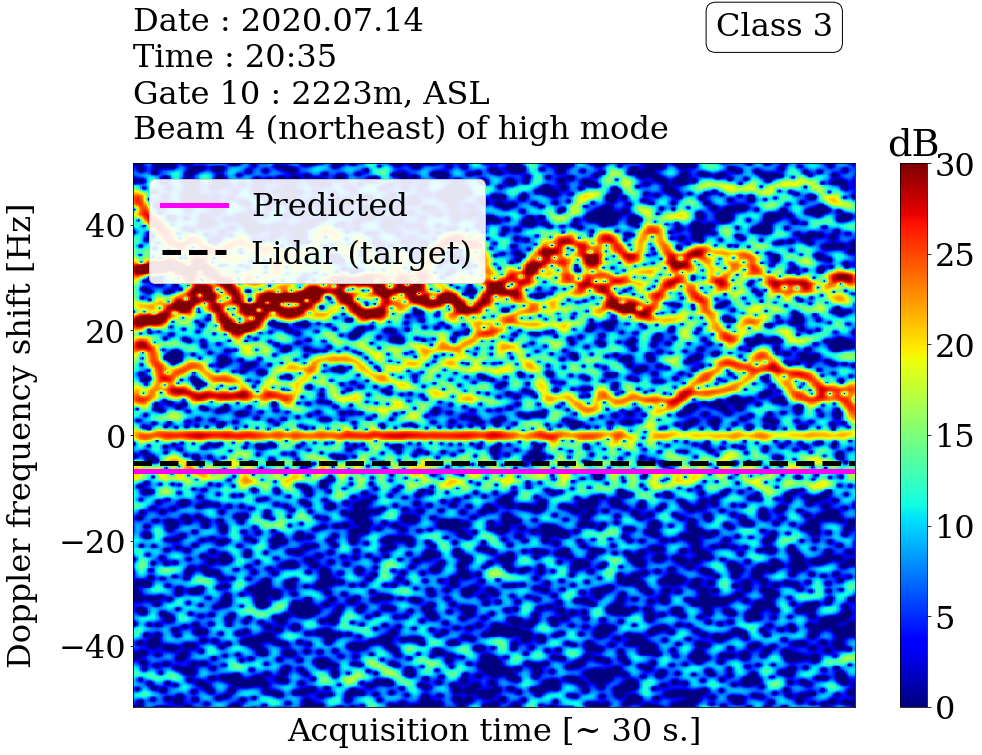 Date : 2020.07.14
Time : 20:35
Gate 10 : 2223m, ASL
Beam 4 (northeast) of high mode
Class 3
Predicted
Lidar (target)
Doppler frequency shift [Hz]
40
20
0
−20
−40
Acquisition time [~ 30 s.]
dB
30
25
20
15
10
5
0